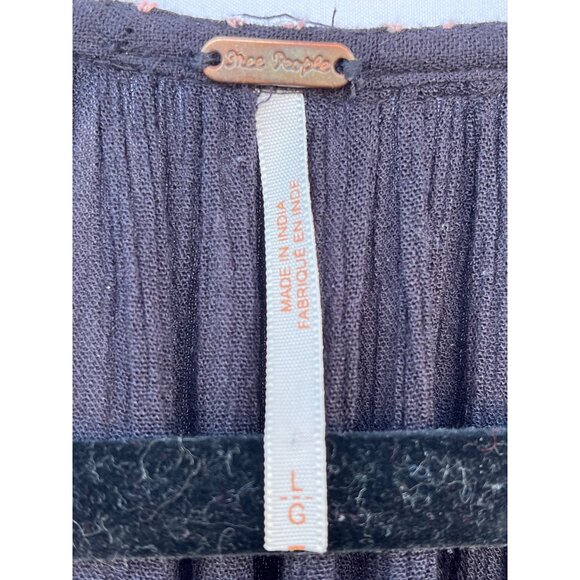 Free People
MADE IN INDIA
FABRIQUÉ EN INDE
L
G